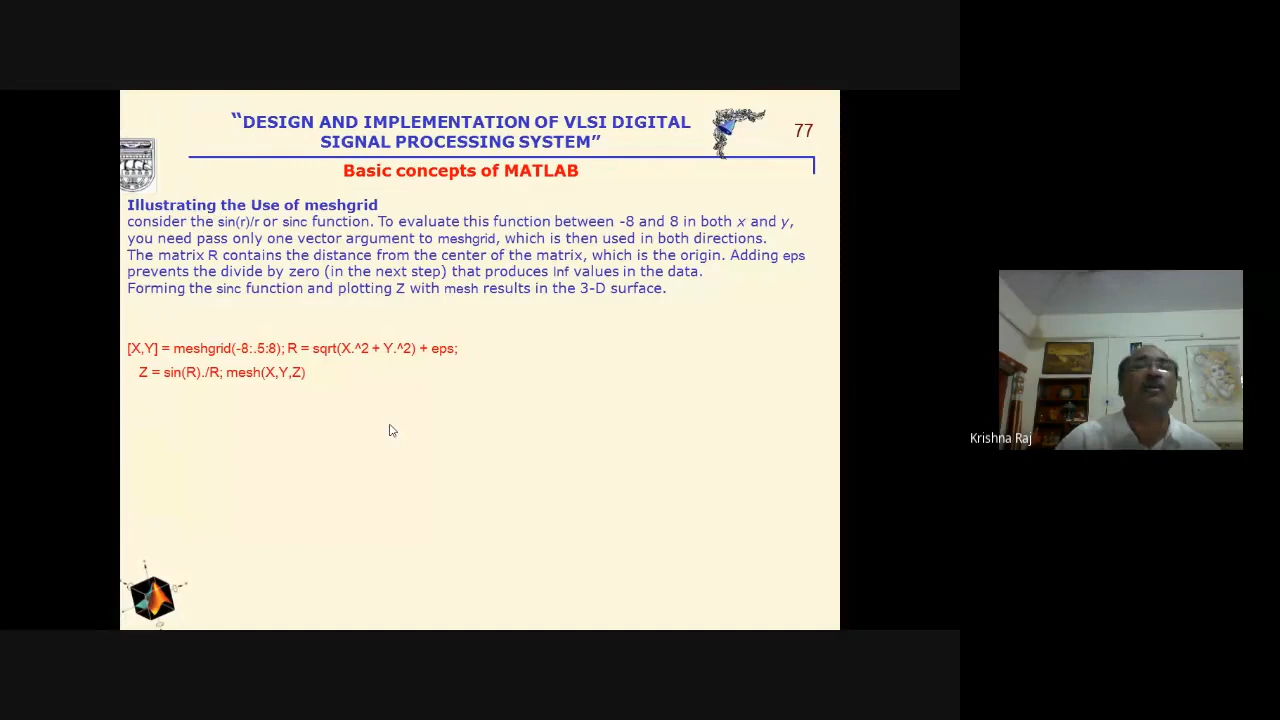 “DESIGN AND IMPLEMENTATION OF VLSI DIGITAL
SIGNAL PROCESSING SYSTEM”
77
Basic concepts of MATLAB
Illustrating the Use of meshgrid
consider the sin(r)/r or sinc function. To evaluate this function between -8 and 8 in both x and y,
you need pass only one vector argument to meshgrid, which is then used in both directions.
The matrix R contains the distance from the center of the matrix, which is the origin. Adding eps
prevents the divide by zero (in the next step) that produces Inf values in the data.
Forming the sinc function and plotting Z with mesh results in the 3-D surface.
[X,Y] = meshgrid(-8:.5:8); R = sqrt(X.^2 + Y.^2) + eps;
Z = sin(R)./R; mesh(X,Y,Z)
Krishna Raj